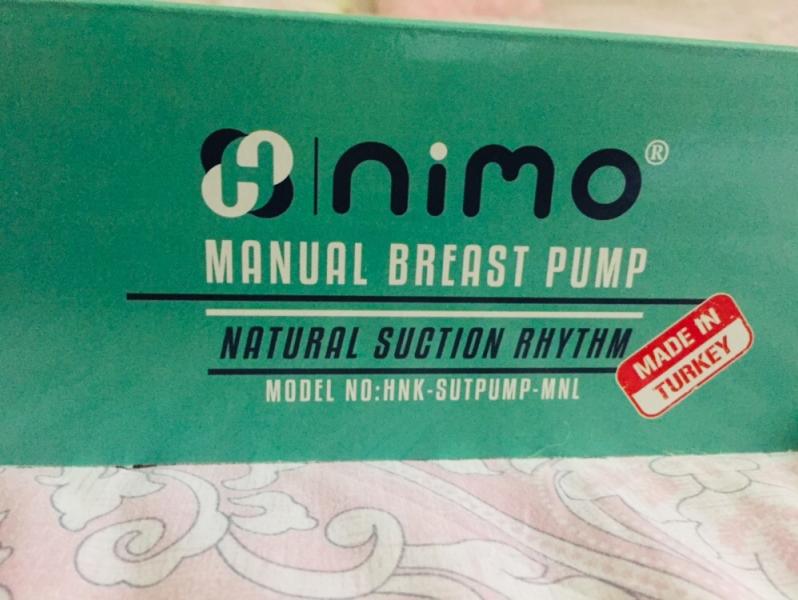 nimo®
MANUAL BREAST PUMP
NATURAL SUCTION RHYTHM
MODEL NO:HNK-SUTPUMP-MNL
MADE IN
TURKEY